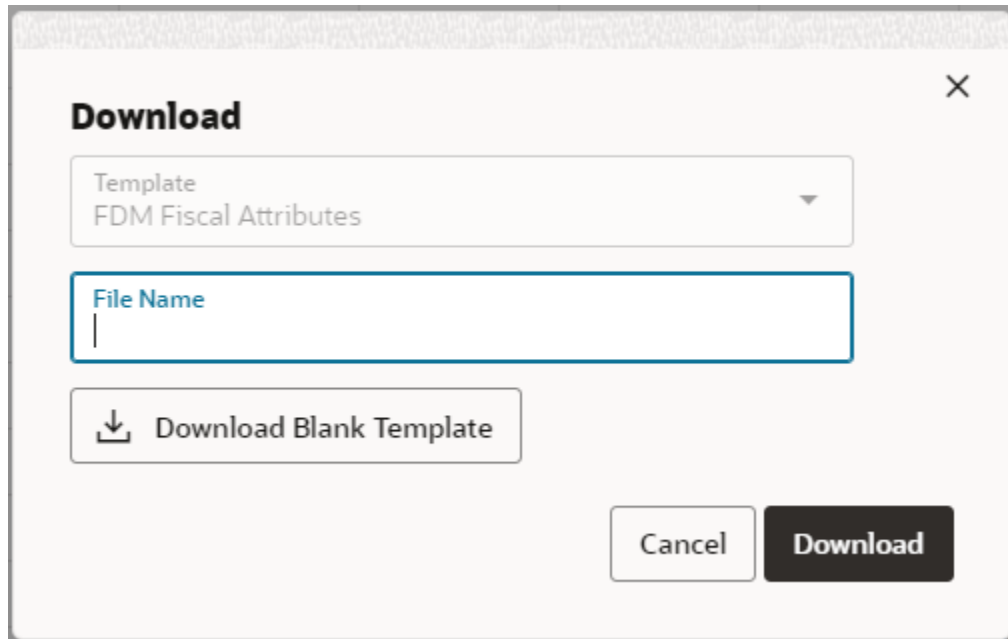 Download
Template
FDM Fiscal Attributes
File Name
Download Blank Template
Cancel
Download